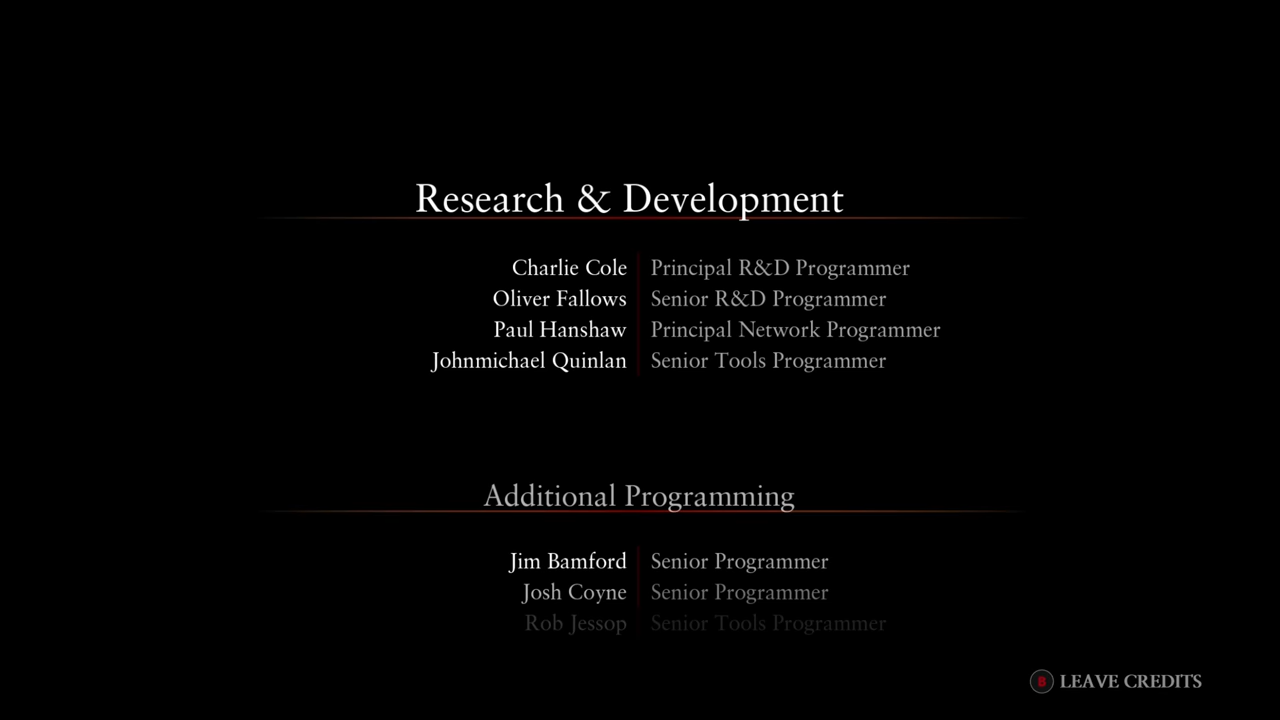 Research & Development
Charlie Cole Principal R&D Programmer
Oliver Fallows Senior R&D Programmer
Paul Hanshaw Principal Network Programmer
Johnmichael Quinlan Senior Tools Programmer
Additional Programming
Jim Bamford Senior Programmer
Josh Coyne Senior Programmer
Rob Jessop Senior Tools Programmer
B LEAVE CREDITS